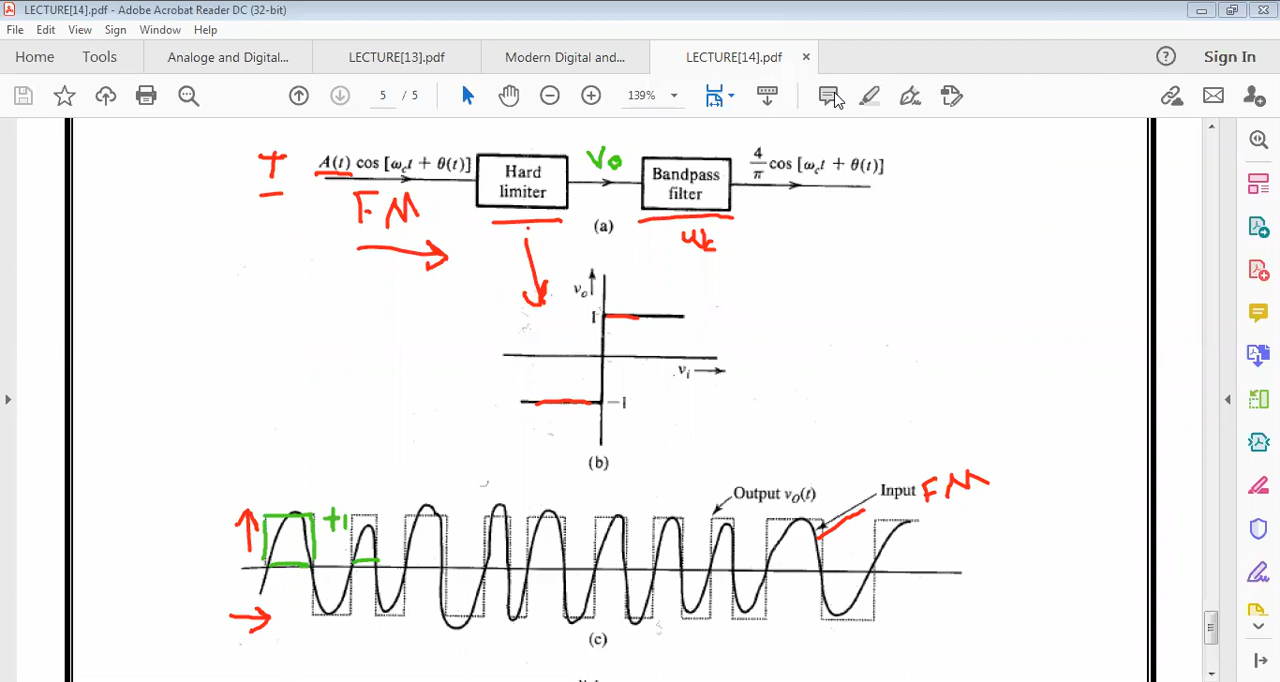 LECTURE[14].pdf - Adobe Acrobat Reader DC (32-bit)
File Edit View Sign Window Help
Home Tools Analoge and Digital... LECTURE[13].pdf Modern Digital and... LECTURE[14].pdf × Sign In
5 / 5 139%
+ A(t) cos [ω_c t + θ(t)] Hard limiter Vo Bandpass filter 4/π cos [ω_c t + θ(t)]
–
FM
(a) ω_c
v_o
1
v_i
−1
(b)
Output v_o(t) Input FM
+1
(c)